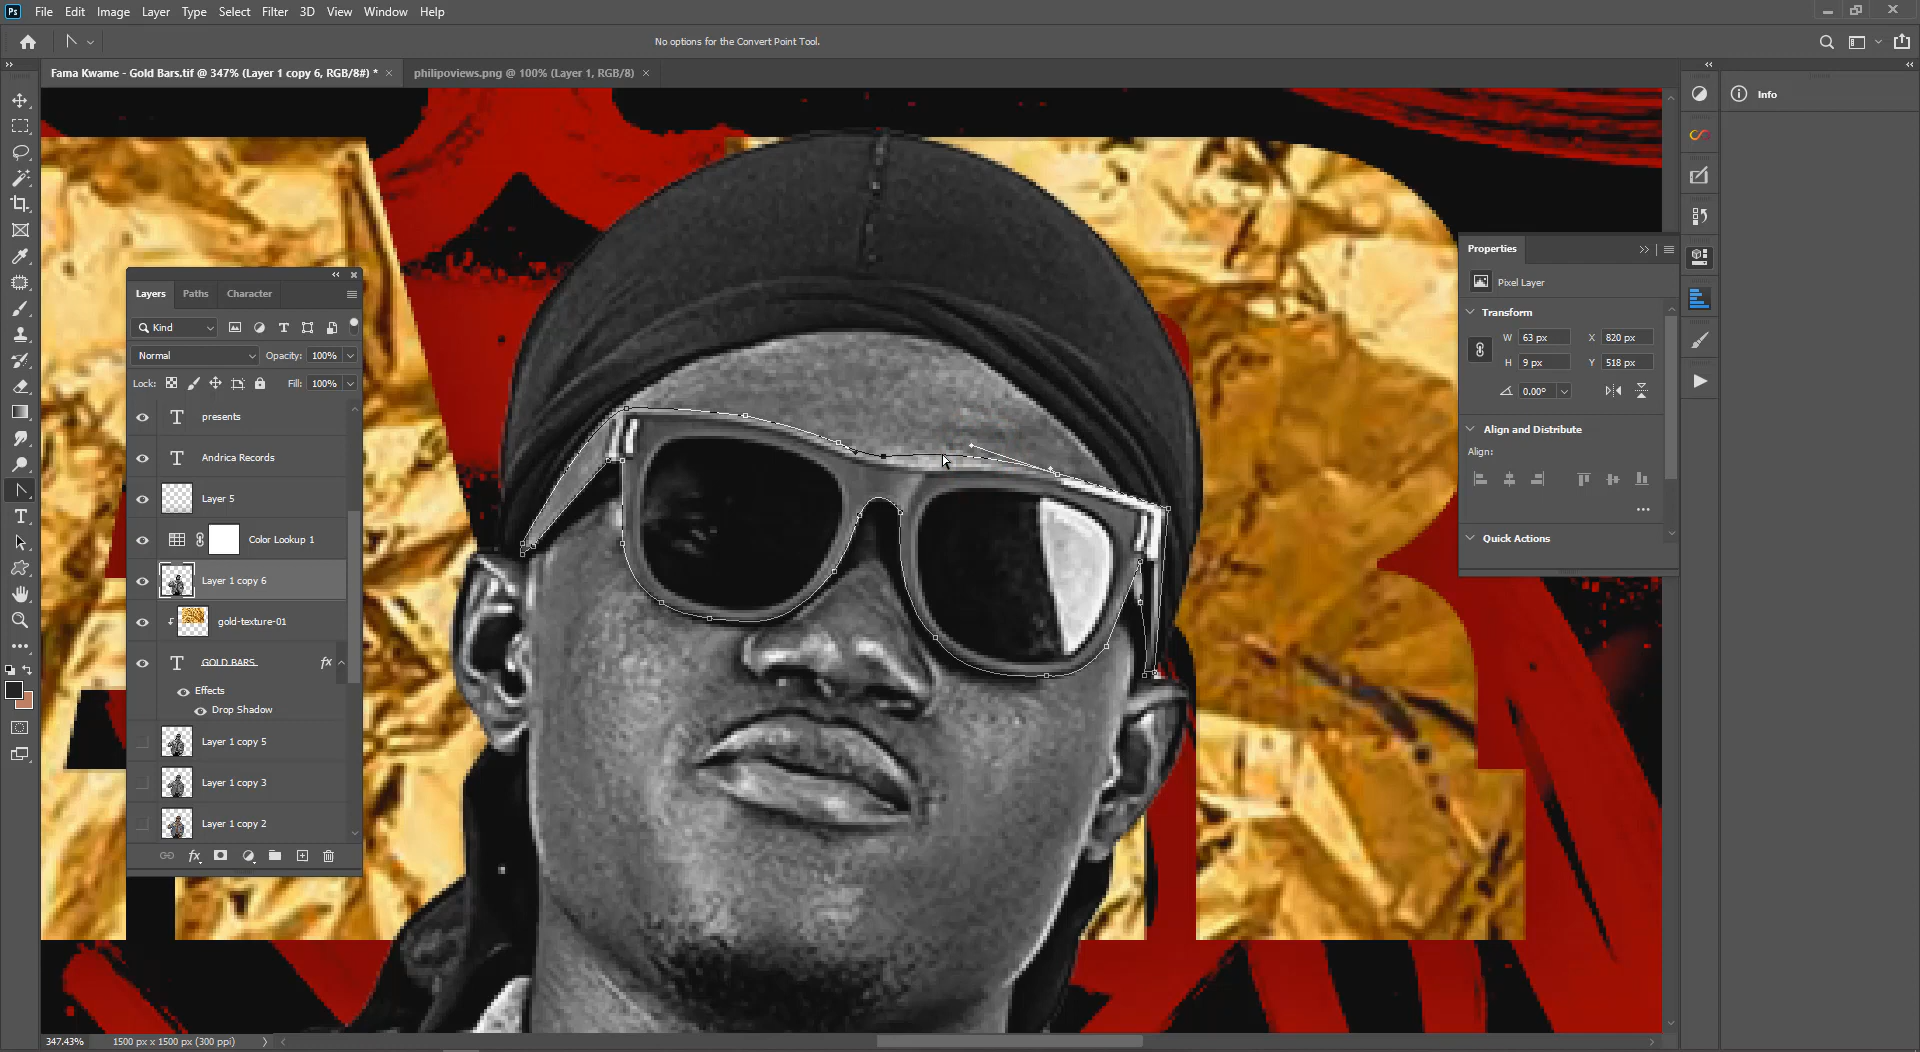 Ps File Edit Image Layer Type Select Filter 3D View Window Help
No options for the Convert Point Tool.
Fama Kwame - Gold Bars.tif @ 347% (Layer 1 copy 6, RGB/8#) * ×
philipoviews.png @ 100% (Layer 1, RGB/8) ×
Info
Properties
Pixel Layer
Transform
W 63 px X 820 px
H 9 px Y 518 px
0.00°
Align and Distribute
Align:
Quick Actions
Layers Paths Character
Kind
Normal Opacity: 100%
Lock: Fill: 100%
presents
Andrica Records
Layer 5
Color Lookup 1
Layer 1 copy 6
gold-texture-01
GOLD BARS fx
Effects
Drop Shadow
Layer 1 copy 5
Layer 1 copy 3
Layer 1 copy 2
fx
347.43% 1500 px x 1500 px (300 ppi)